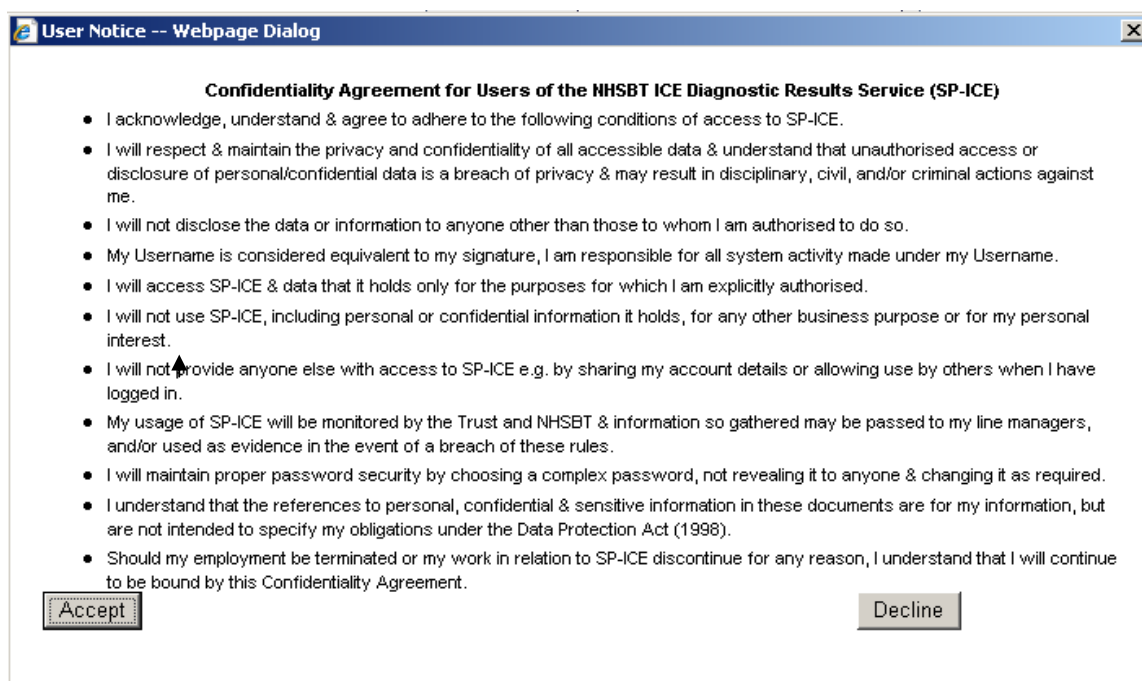 User Notice -- Webpage Dialog
Confidentiality Agreement for Users of the NHSBT ICE Diagnostic Results Service (SP-ICE)
● I acknowledge, understand & agree to adhere to the following conditions of access to SP-ICE.
● I will respect & maintain the privacy and confidentiality of all accessible data & understand that unauthorised access or
disclosure of personal/confidential data is a breach of privacy & may result in disciplinary, civil, and/or criminal actions against
me.
● I will not disclose the data or information to anyone other than those to whom I am authorised to do so.
● My Username is considered equivalent to my signature, I am responsible for all system activity made under my Username.
● I will access SP-ICE & data that it holds only for the purposes for which I am explicitly authorised.
● I will not use SP-ICE, including personal or confidential information it holds, for any other business purpose or for my personal
interest.
● I will not provide anyone else with access to SP-ICE e.g. by sharing my account details or allowing use by others when I have
logged in.
● My usage of SP-ICE will be monitored by the Trust and NHSBT & information so gathered may be passed to my line managers,
and/or used as evidence in the event of a breach of these rules.
● I will maintain proper password security by choosing a complex password, not revealing it to anyone & changing it as required.
● I understand that the references to personal, confidential & sensitive information in these documents are for my information, but
are not intended to specify my obligations under the Data Protection Act (1998).
● Should my employment be terminated or my work in relation to SP-ICE discontinue for any reason, I understand that I will continue
to be bound by this Confidentiality Agreement.
Accept
Decline